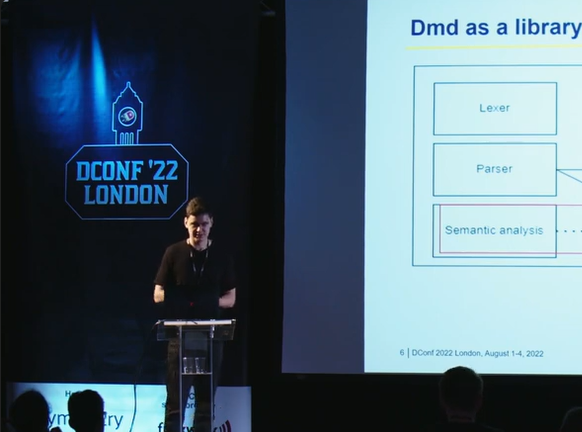 DCONF '22
LONDON
Dmd as a library
Lexer
Parser
Semantic analysis
6 | DConf 2022 London, August 1-4, 2022